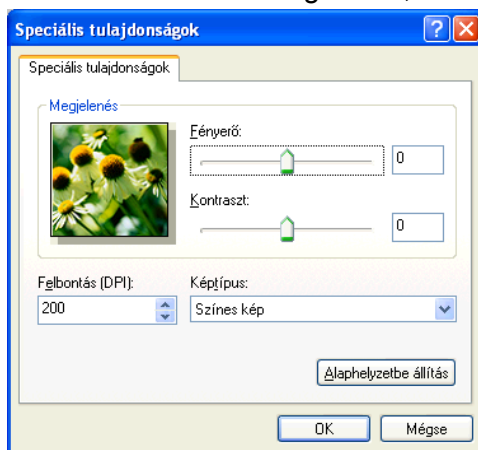 Speciális tulajdonságok
Speciális tulajdonságok
Megjelenés
Fényerő:
0
Kontraszt:
0
Felbontás (DPI):
Képtípus:
200
Színes kép
Alaphelyzetbe állítás
OK
Mégse